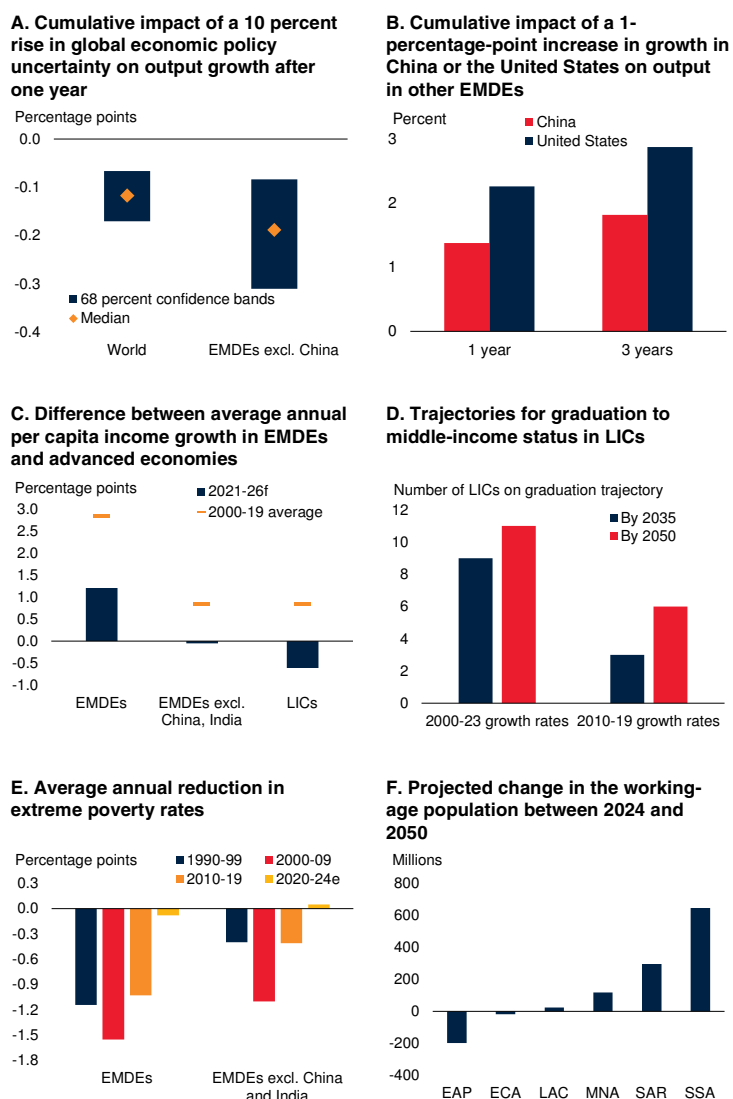 A. Cumulative impact of a 10 percent
rise in global economic policy
uncertainty on output growth after
one year
Percentage points
0.0
-0.1
-0.2
-0.3
-0.4
68 percent confidence bands
Median
World
EMDEs excl. China
B. Cumulative impact of a 1-
percentage-point increase in growth in
China or the United States on output
in other EMDEs
Percent
China
United States
3
2
1
0
1 year
3 years
C. Difference between average annual
per capita income growth in EMDEs
and advanced economies
Percentage points
2021-26f
2000-19 average
3.0
2.5
2.0
1.5
1.0
0.5
0.0
-0.5
-1.0
EMDEs
EMDEs excl.
China, India
LICs
D. Trajectories for graduation to
middle-income status in LICs
Number of LICs on graduation trajectory
By 2035
By 2050
12
10
8
6
4
2
0
2000-23 growth rates
2010-19 growth rates
E. Average annual reduction in
extreme poverty rates
Percentage points
1990-99
2000-09
2010-19
2020-24e
0.3
0.0
-0.3
-0.6
-0.9
-1.2
-1.5
-1.8
EMDEs
EMDEs excl. China
and India
F. Projected change in the working-
age population between 2024 and
2050
Millions
800
600
400
200
0
-200
-400
EAP
ECA
LAC
MNA
SAR
SSA